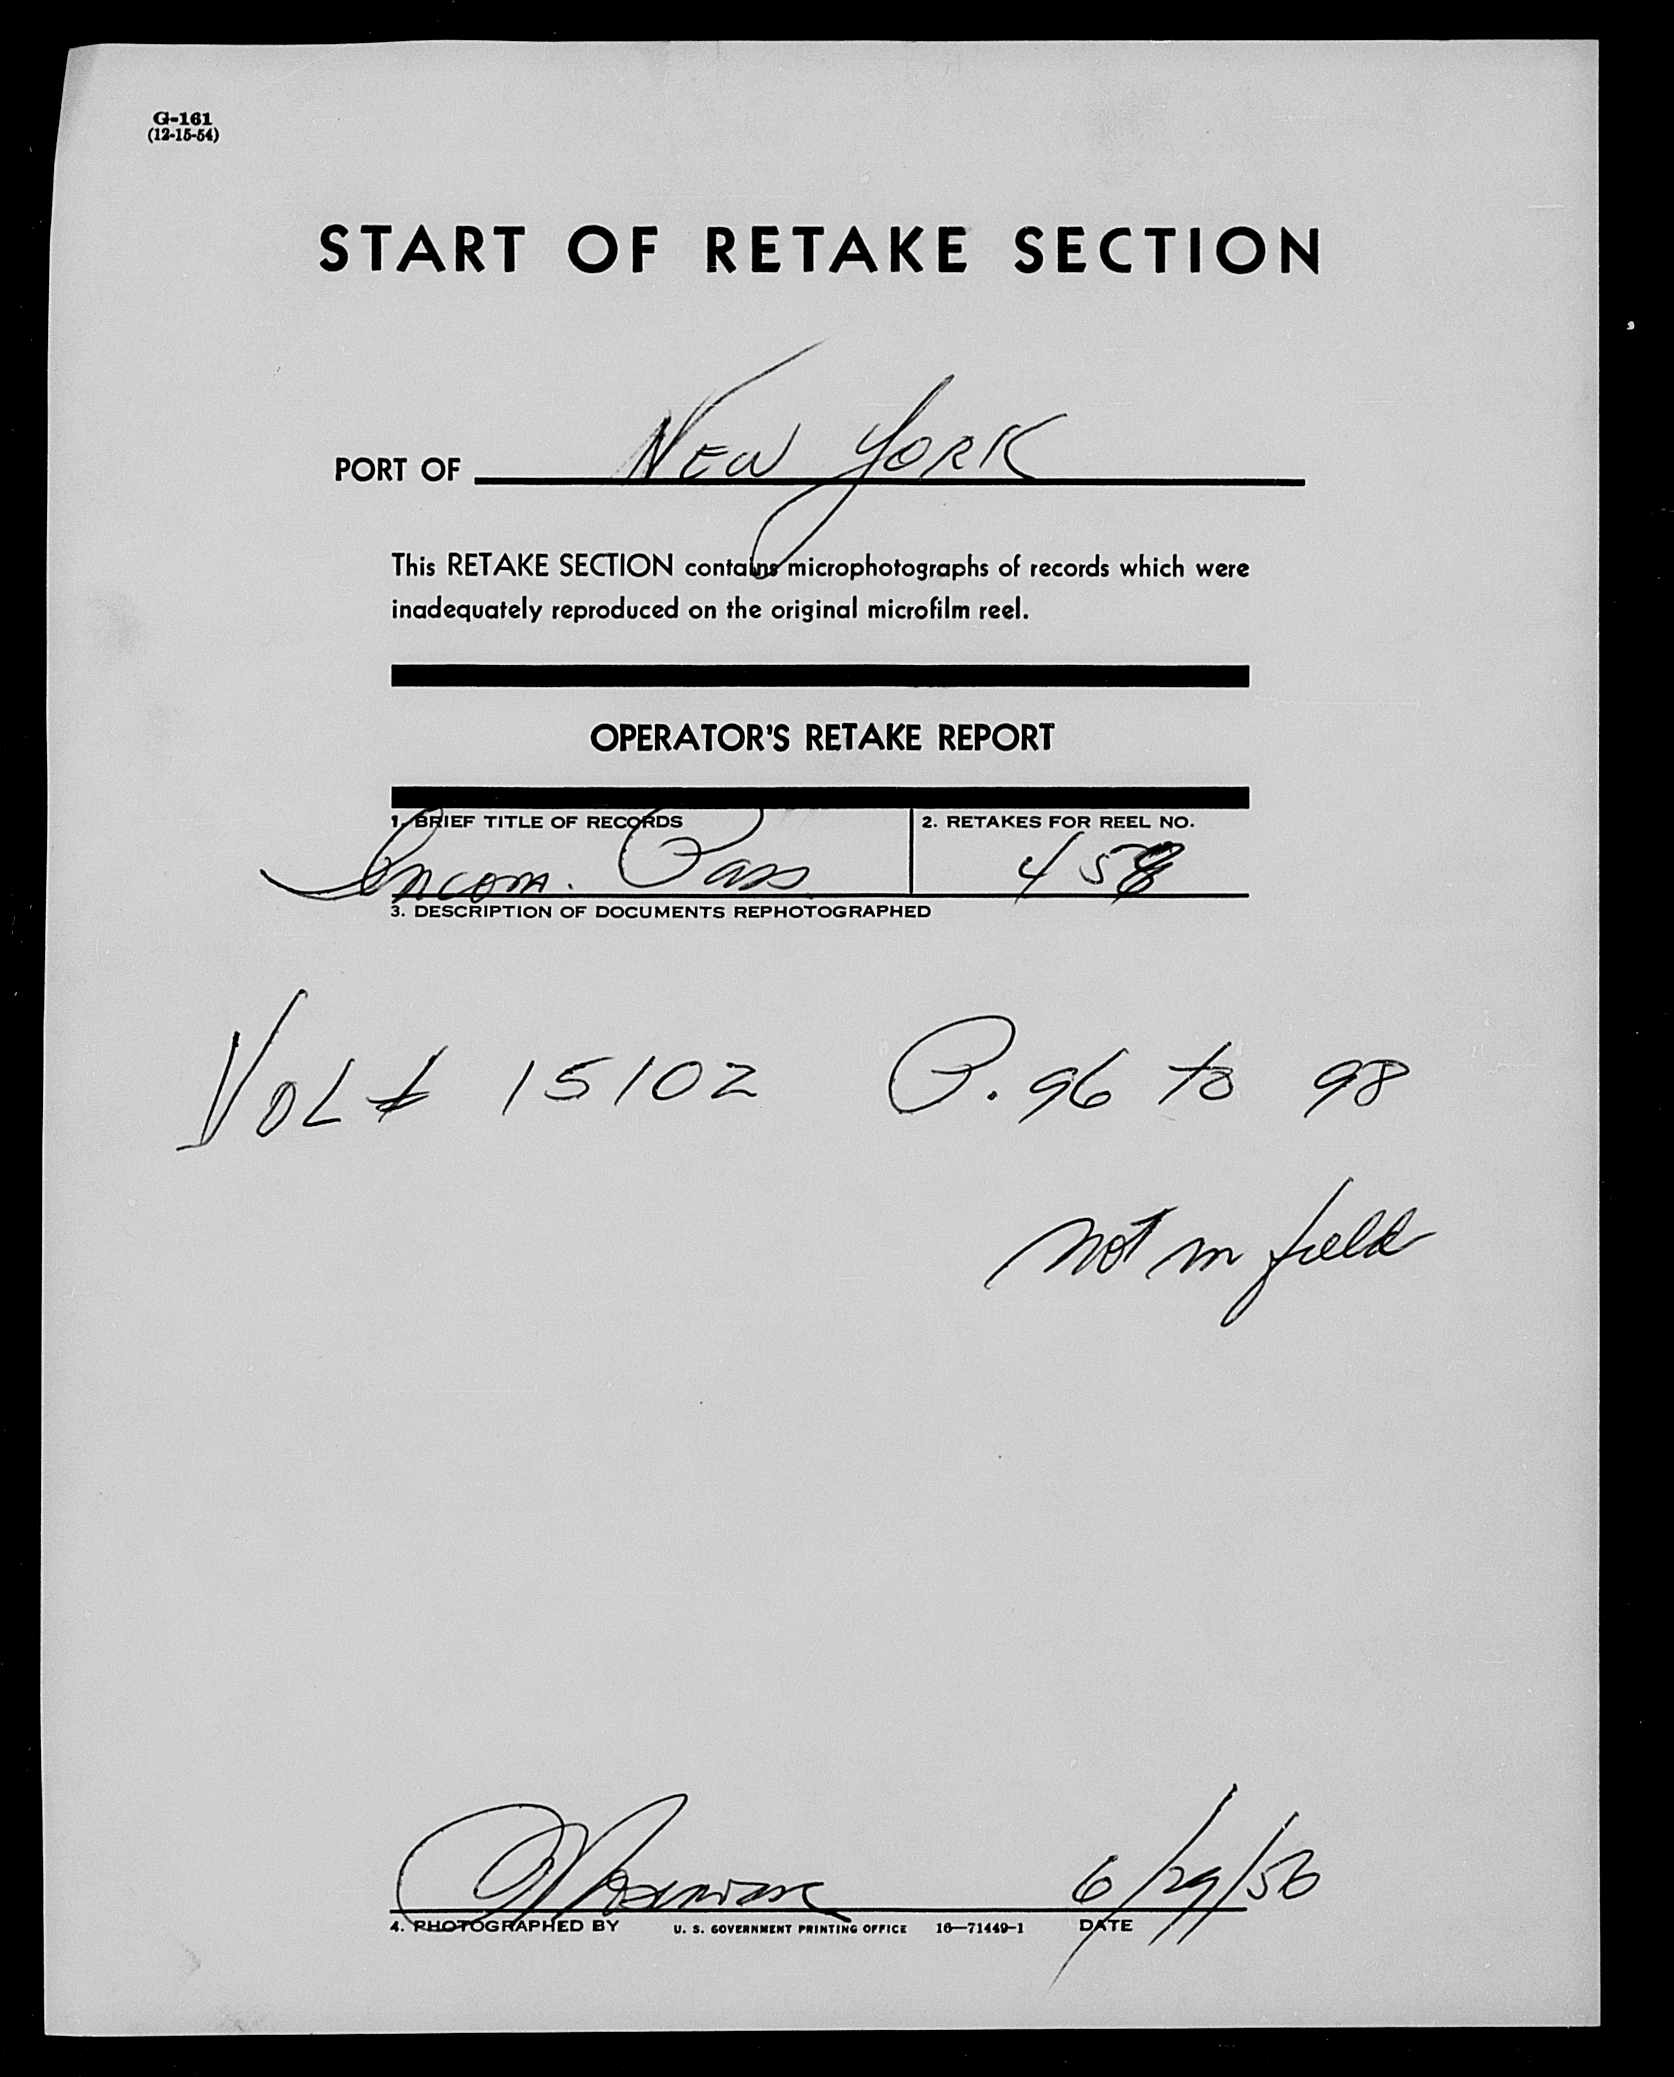 G-161
(12-15-54)
START OF RETAKE SECTION
PORT OF NEW YORK
This RETAKE SECTION contains microphotographs of records which were
inadequately reproduced on the original microfilm reel.
OPERATOR'S RETAKE REPORT
1. BRIEF TITLE OF RECORDS 2. RETAKES FOR REEL NO.
Incom. Pass 458
3. DESCRIPTION OF DOCUMENTS REPHOTOGRAPHED
VOL # 15102 P. 96 to 98
not in field
6/29/56
4. PHOTOGRAPHED BY U. S. GOVERNMENT PRINTING OFFICE 16—71449-1 DATE